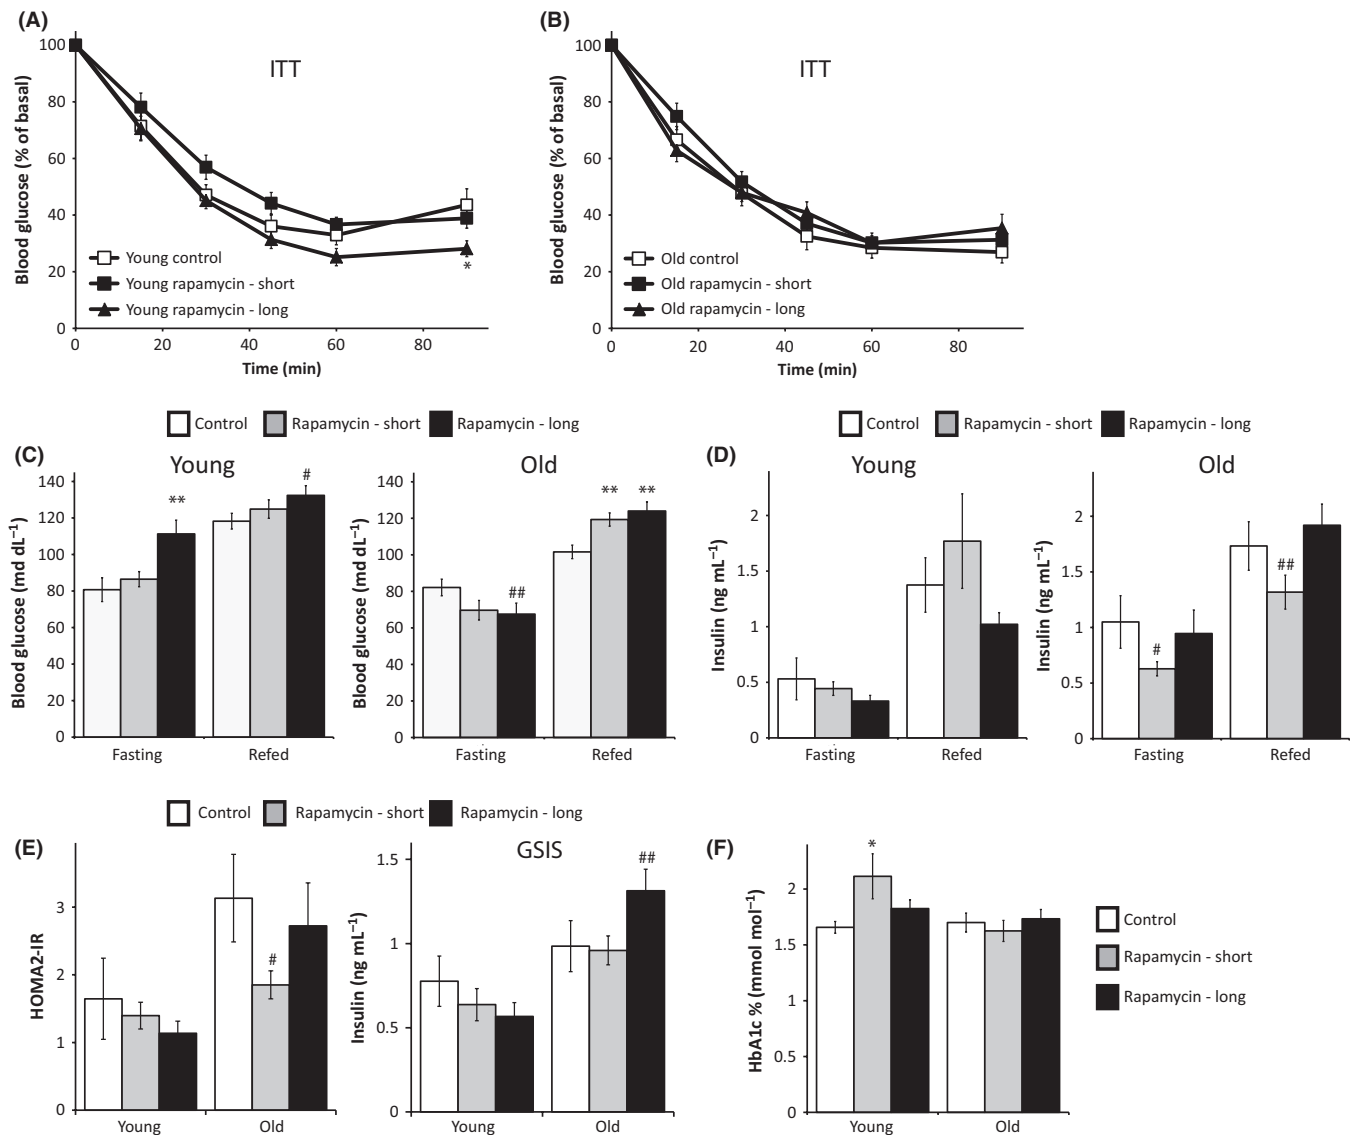 (A)
ITT
Blood glucose (% of basal)
100
80
60
40
20
0
Young control
Young rapamycin - short
Young rapamycin - long
*
0 20 40 60 80
Time (min)
(B)
ITT
Blood glucose (% of basal)
100
80
60
40
20
0
Old control
Old rapamycin - short
Old rapamycin - long
0 20 40 60 80
Time (min)
Control Rapamycin - short Rapamycin - long
(C)
Young
Blood glucose (md dL⁻¹)
140
120
100
80
60
40
20
0
** #
Fasting Refed
Old
Blood glucose (md dL⁻¹)
140
120
100
80
60
40
20
0
## ** **
Fasting Refed
Control Rapamycin - short Rapamycin - long
(D)
Young
Insulin (ng mL⁻¹)
2
1.5
1
0.5
0
Fasting Refed
Old
Insulin (ng mL⁻¹)
2
1.5
1
0.5
0
# ##
Fasting Refed
Control Rapamycin - short Rapamycin - long
(E)
HOMA2-IR
3
2
1
0
#
Young Old
GSIS
Insulin (ng mL⁻¹)
1.5
1
0.5
0
##
Young Old
(F)
HbA1c % (mmol mol⁻¹)
2
1.5
1
0.5
0
*
Young Old
Control
Rapamycin - short
Rapamycin - long